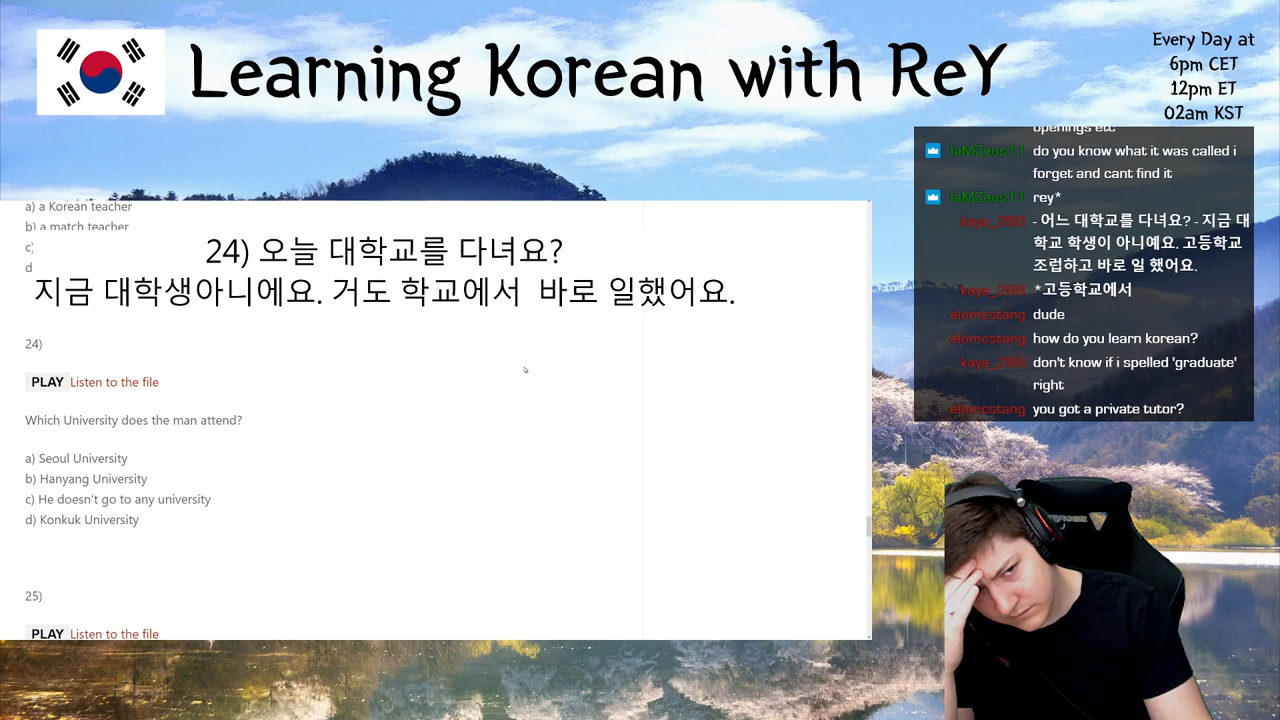 Learning Korean with ReY
Every Day at
6pm CET
12pm ET
02am KST
a) a Korean teacher
b) a match teacher
c)
d
24) 오늘 대학교를 다녀요?
지금 대학생아니에요. 거도 학교에서 바로 일했어요.
24)
PLAY Listen to the file
Which University does the man attend?
a) Seoul University
b) Hanyang University
c) He doesn't go to any university
d) Konkuk University
25)
PLAY Listen to the file
openings etc
IaMZeus11 do you know what it was called i
forget and cant find it
IaMZeus11 rey*
- 어느 대학교를 다녀요? - 지금 대
학교 학생이 아니예요. 고등학교
조럽하고 바로 일 했어요.
*고등학교에서
elomcstang dude
elomcstang how do you learn korean?
don't know if i spelled 'graduate'
right
elomcstang you got a private tutor?